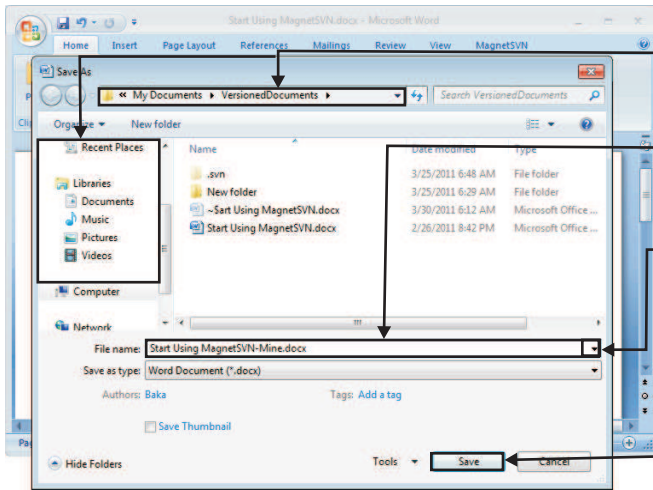 Start Using MagnetSVN.docx - Microsoft Word
Home Insert Page Layout References Mailings Review View MagnetSVN
Save As
« My Documents ▸ VersionedDocuments ▸ Search VersionedDocuments
Organize New folder
Recent Places
Libraries
Documents
Music
Pictures
Videos
Computer
Network
Name Date modified Type
.svn 3/25/2011 6:48 AM File folder
New folder 3/25/2011 6:29 AM File folder
~Sart Using MagnetSVN.docx 3/30/2011 6:12 AM Microsoft Office ...
Start Using MagnetSVN.docx 2/26/2011 8:42 PM Microsoft Office ...
File name: Start Using MagnetSVN-Mine.docx
Save as type: Word Document (*.docx)
Authors: Baka Tags: Add a tag
Save Thumbnail
Hide Folders Tools Save Cancel